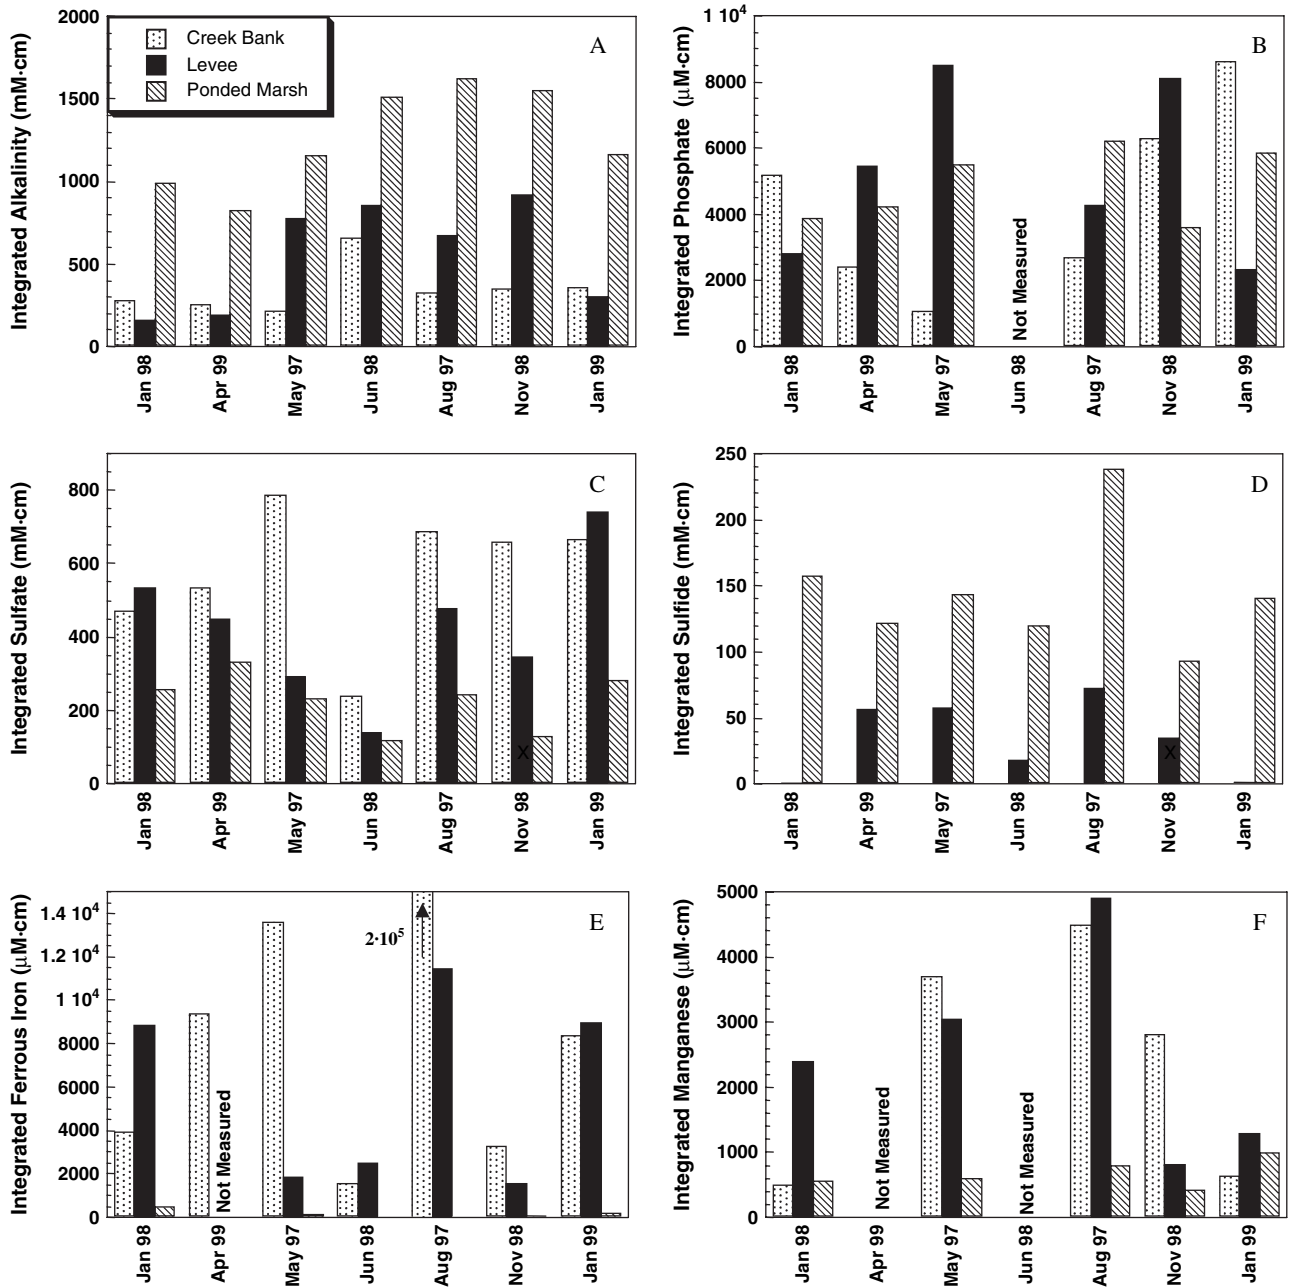 Integrated Alkalinity (mM·cm)
2000
1500
1000
500
0
Creek Bank
Levee
Ponded Marsh
A
Jan 98
Apr 99
May 97
Jun 98
Aug 97
Nov 98
Jan 99
Integrated Phosphate (µM·cm)
1 10⁴
8000
6000
4000
2000
0
B
Not Measured
Jan 98
Apr 99
May 97
Jun 98
Aug 97
Nov 98
Jan 99
Integrated Sulfate (mM·cm)
800
600
400
200
0
C
X
Jan 98
Apr 99
May 97
Jun 98
Aug 97
Nov 98
Jan 99
Integrated Sulfide (mM·cm)
250
200
150
100
50
0
D
X
Jan 98
Apr 99
May 97
Jun 98
Aug 97
Nov 98
Jan 99
Integrated Ferrous Iron (µM·cm)
1.4 10⁴
1.2 10⁴
1 10⁴
8000
6000
4000
2000
0
E
2·10⁵
Not Measured
Jan 98
Apr 99
May 97
Jun 98
Aug 97
Nov 98
Jan 99
Integrated Manganese (µM·cm)
5000
4000
3000
2000
1000
0
F
Not Measured
Not Measured
Jan 98
Apr 99
May 97
Jun 98
Aug 97
Nov 98
Jan 99